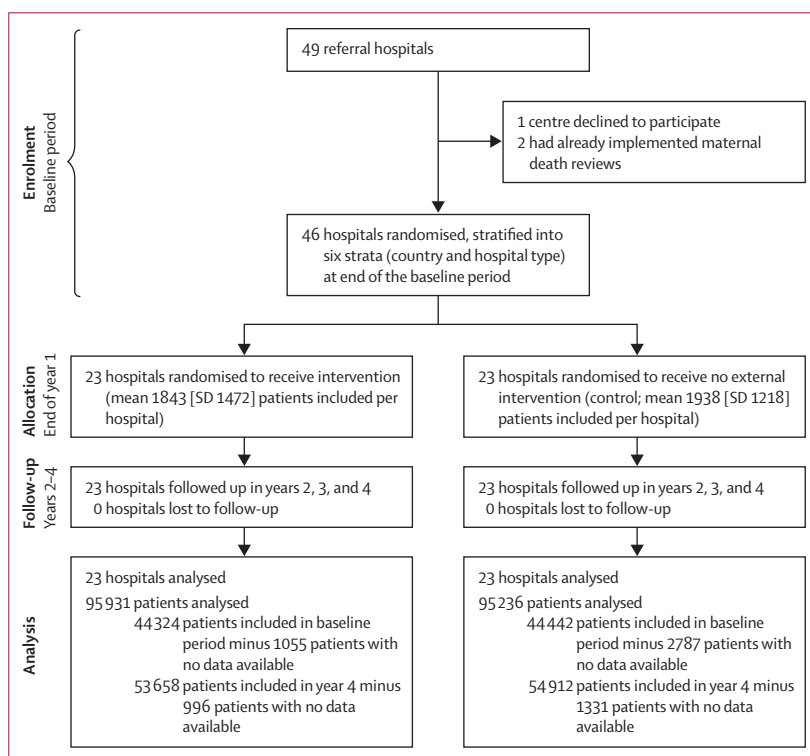 Enrolment
Baseline period
49 referral hospitals
1 centre declined to participate
2 had already implemented maternal
death reviews
46 hospitals randomised, stratified into
six strata (country and hospital type)
at end of the baseline period
Allocation
End of year 1
23 hospitals randomised to receive intervention
(mean 1843 [SD 1472] patients included per
hospital)
23 hospitals randomised to receive no external
intervention (control; mean 1938 [SD 1218]
patients included per hospital)
Follow-up
Years 2–4
23 hospitals followed up in years 2, 3, and 4
0 hospitals lost to follow-up
23 hospitals followed up in years 2, 3, and 4
0 hospitals lost to follow-up
Analysis
23 hospitals analysed
95 931 patients analysed
44 324 patients included in baseline
period minus 1055 patients with
no data available
53 658 patients included in year 4 minus
996 patients with no data
available
23 hospitals analysed
95 236 patients analysed
44 442 patients included in baseline
period minus 2787 patients with
no data available
54 912 patients included in year 4 minus
1331 patients with no data
available